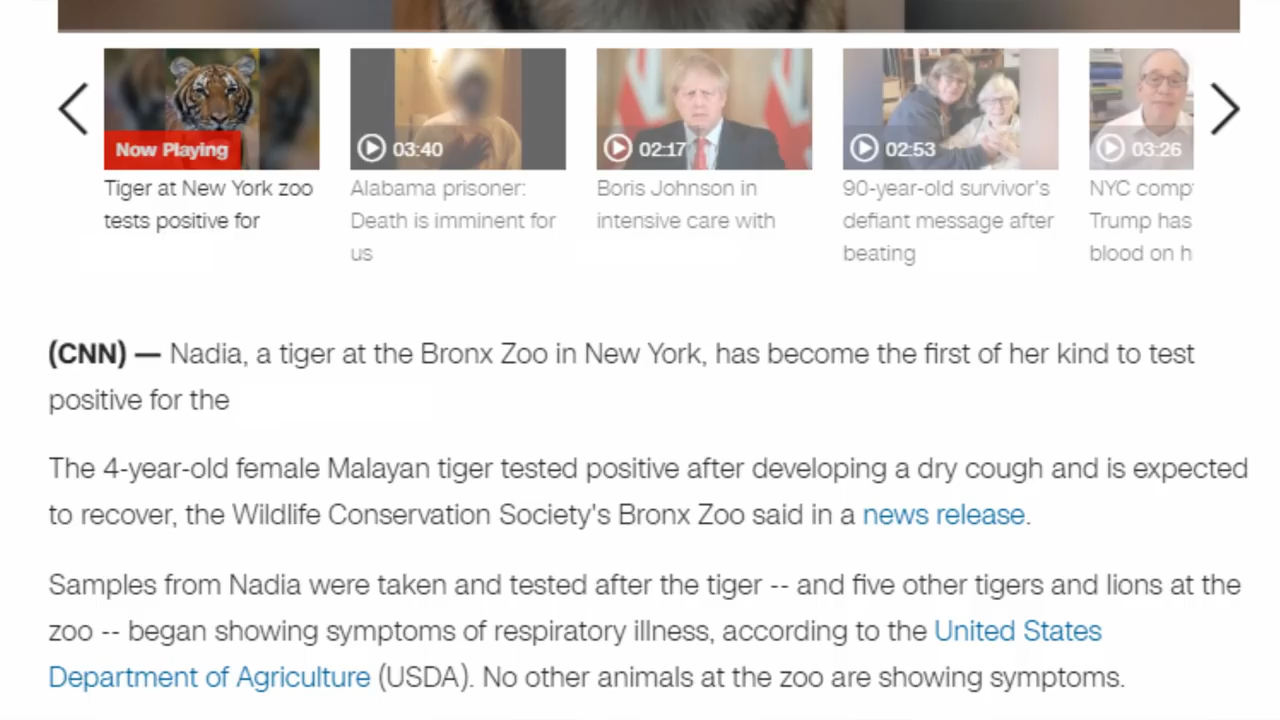 Now Playing
03:40
02:17
02:53
03:26
Tiger at New York zoo
tests positive for
Alabama prisoner:
Death is imminent for
us
Boris Johnson in
intensive care with
90-year-old survivor's
defiant message after
beating
NYC comp
Trump has
blood on h
(CNN) — Nadia, a tiger at the Bronx Zoo in New York, has become the first of her kind to test
positive for the
The 4-year-old female Malayan tiger tested positive after developing a dry cough and is expected
to recover, the Wildlife Conservation Society's Bronx Zoo said in a news release.
Samples from Nadia were taken and tested after the tiger -- and five other tigers and lions at the
zoo -- began showing symptoms of respiratory illness, according to the United States
Department of Agriculture (USDA). No other animals at the zoo are showing symptoms.